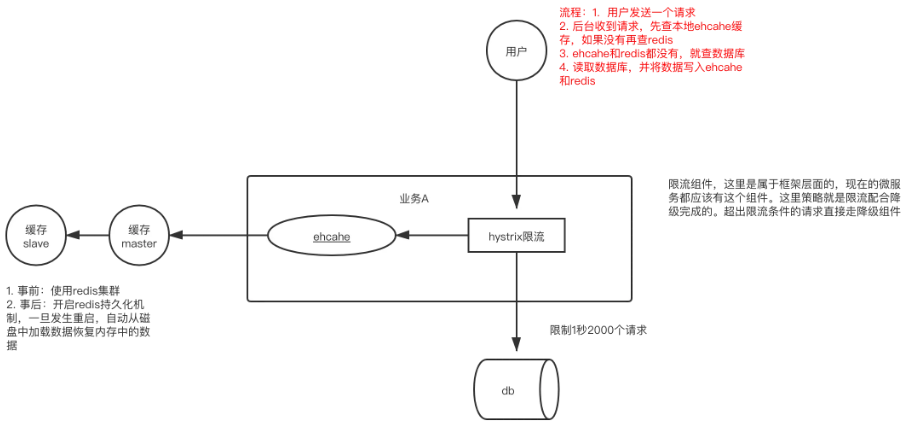 流程：1. 用户发送一个请求
2. 后台收到请求，先查本地ehcahe缓
存，如果没有再查redis
3. ehcahe和redis都没有，就查数据库
4. 读取数据库，并将数据写入ehcahe
和redis
用户
业务A
限流组件，这里是属于框架层面的，现在的微服
务都应该有这个组件。这里策略就是限流配合降
级完成的。超出限流条件的请求直接走降级组件
缓存
slave
缓存
master
ehcahe
hystrix限流
1. 事前：使用redis集群
2. 事后：开启redis持久化机
制，一旦发生重启，自动从磁
盘中加载数据恢复内存中的数
据
限制1秒2000个请求
db